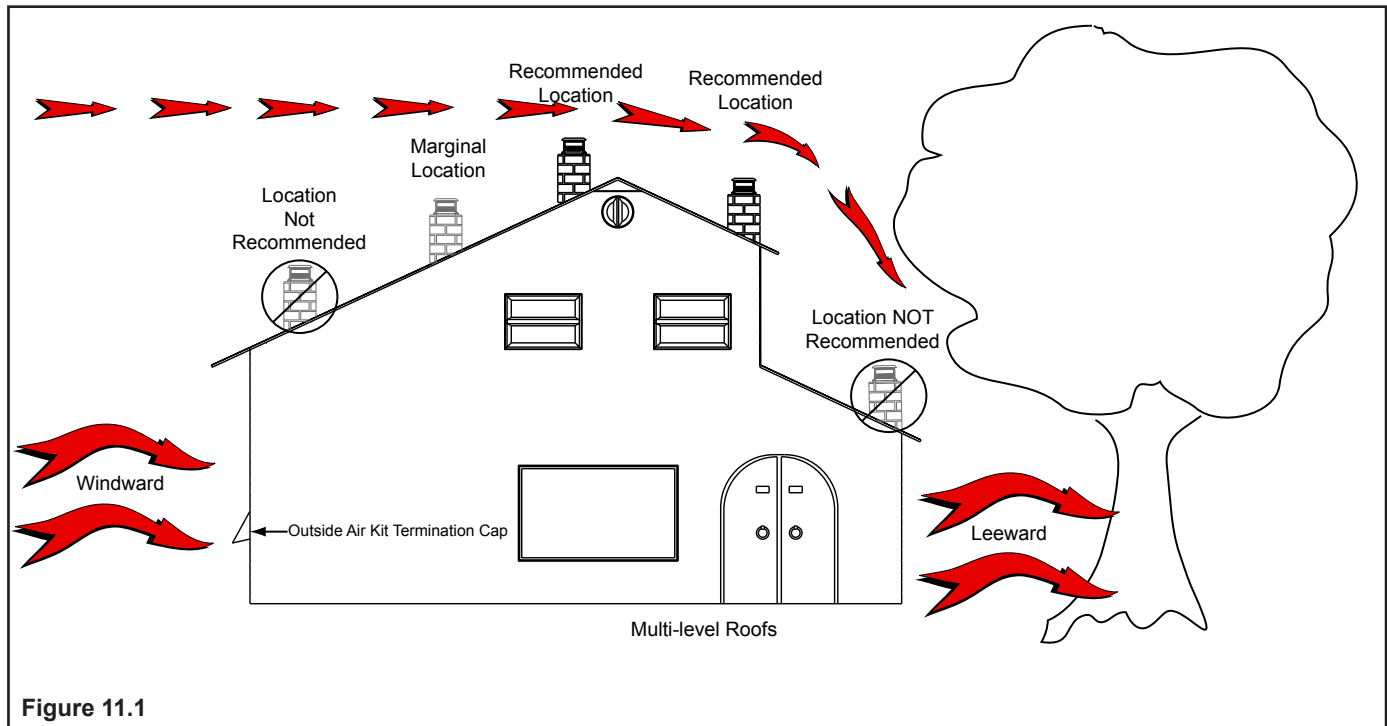 Recommended
Location
Recommended
Location
Marginal
Location
Location
Not
Recommended
Location NOT
Recommended
Windward
Outside Air Kit Termination Cap
Leeward
Multi-level Roofs
Figure 11.1